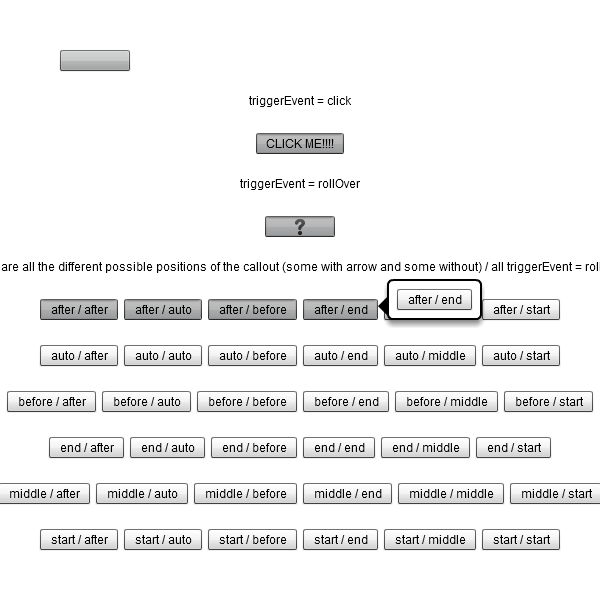 triggerEvent = click
CLICK ME!!!!
triggerEvent = rollOver
?
are all the different possible positions of the callout (some with arrow and some without) / all triggerEvent = roll
after / after after / auto after / before after / end after / end after / start
auto / after auto / auto auto / before auto / end auto / middle auto / start
before / after before / auto before / before before / end before / middle before / start
end / after end / auto end / before end / end end / middle end / start
middle / after middle / auto middle / before middle / end middle / middle middle / start
start / after start / auto start / before start / end start / middle start / start